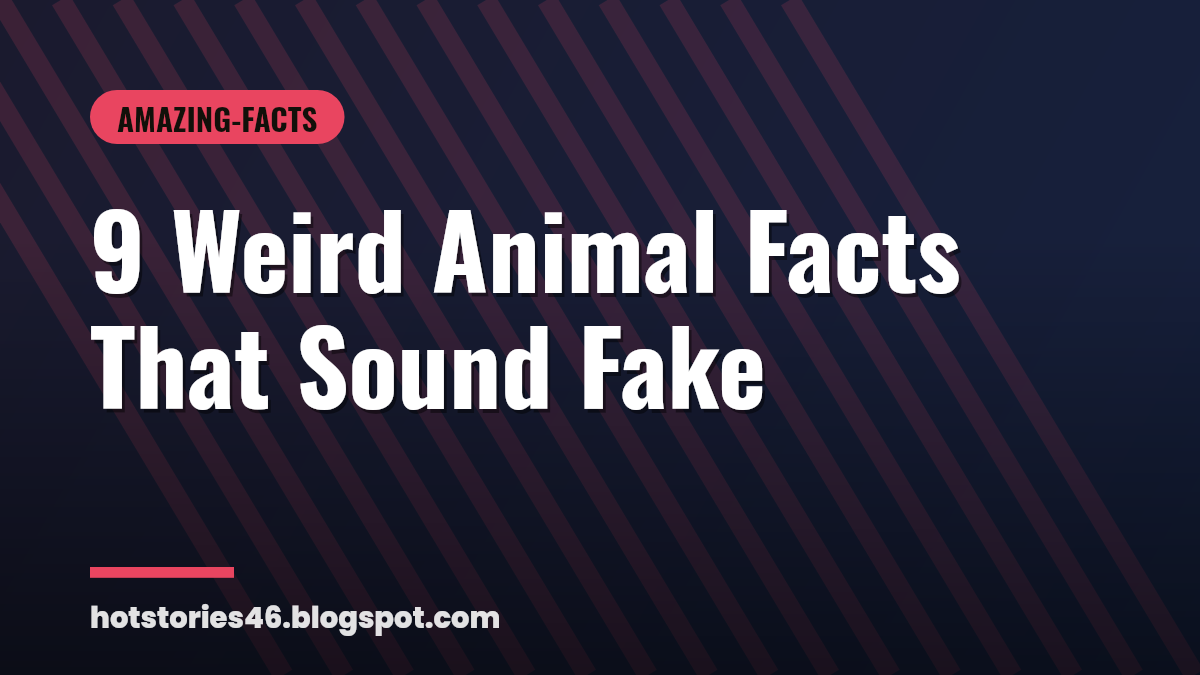 AMAZING-FACTS
9 Weird Animal Facts
That Sound Fake
hotstories46.blogspot.com